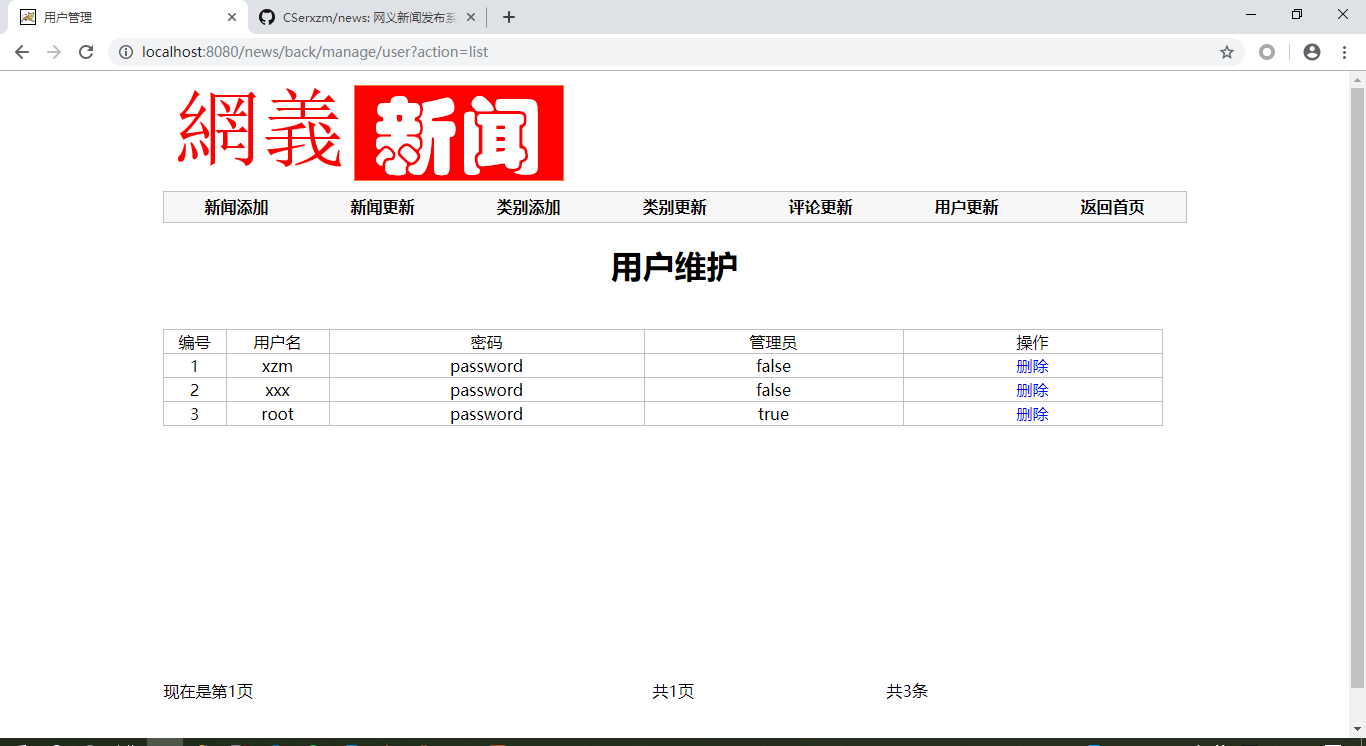 用户管理
CSerxzm/news: 网义新闻发布系
localhost:8080/news/back/manage/user?action=list
網義 新闻
新闻添加 新闻更新 类别添加 类别更新 评论更新 用户更新 返回首页
用户维护
编号 用户名 密码 管理员 操作
1 xzm password false 删除
2 xxx password false 删除
3 root password true 删除
现在是第1页 共1页 共3条